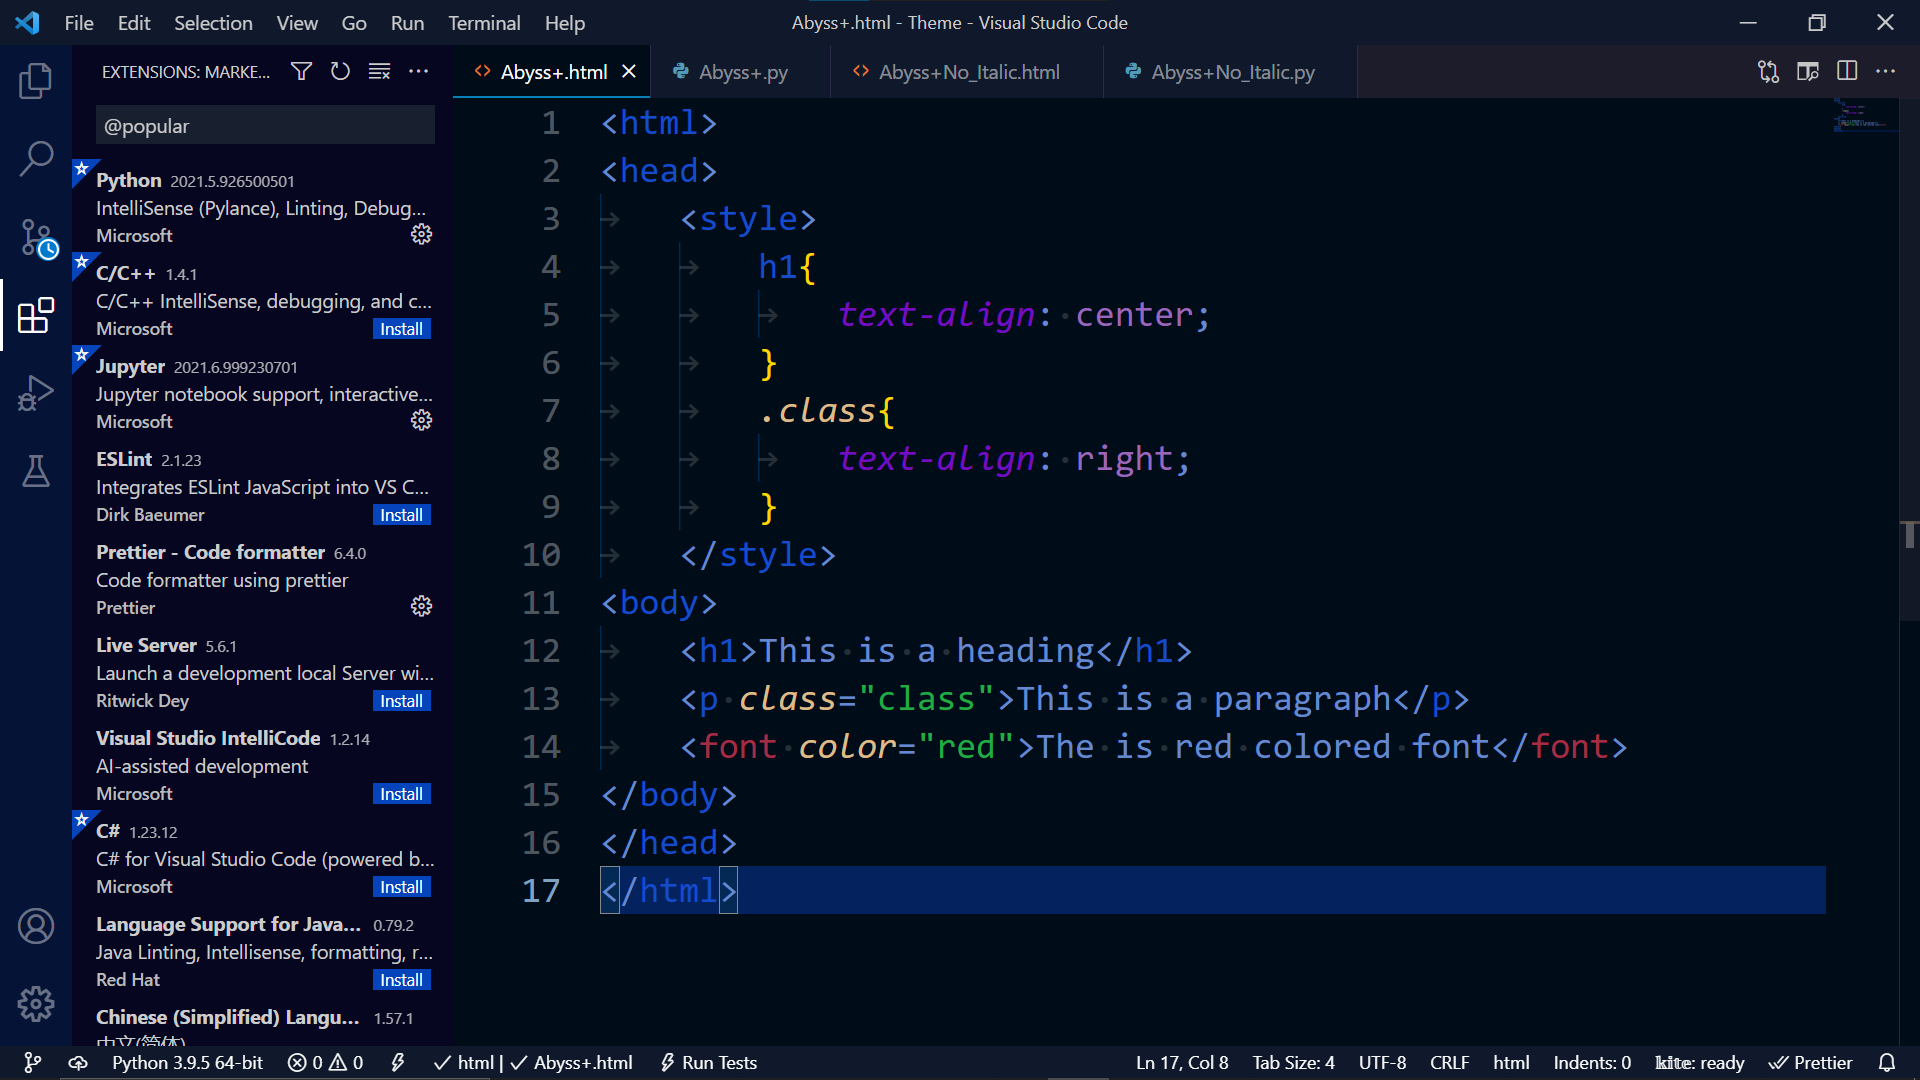 File Edit Selection View Go Run Terminal Help
Abyss+.html - Theme - Visual Studio Code
EXTENSIONS: MARKE...
Abyss+.html
Abyss+.py
Abyss+No_Italic.html
Abyss+No_Italic.py
@popular
Python 2021.5.926500501
IntelliSense (Pylance), Linting, Debug...
Microsoft
C/C++ 1.4.1
C/C++ IntelliSense, debugging, and c...
Microsoft Install
Jupyter 2021.6.999230701
Jupyter notebook support, interactive...
Microsoft
ESLint 2.1.23
Integrates ESLint JavaScript into VS C...
Dirk Baeumer Install
Prettier - Code formatter 6.4.0
Code formatter using prettier
Prettier
Live Server 5.6.1
Launch a development local Server wi...
Ritwick Dey Install
Visual Studio IntelliCode 1.2.14
AI-assisted development
Microsoft Install
C# 1.23.12
C# for Visual Studio Code (powered b...
Microsoft Install
Language Support for Java... 0.79.2
Java Linting, Intellisense, formatting, r...
Red Hat Install
Chinese (Simplified) Langu... 1.57.1
中文(简体)
1 <html>
2 <head>
3 <style>
4 h1{
5 text-align: center;
6 }
7 .class{
8 text-align: right;
9 }
10 </style>
11 <body>
12 <h1>This is a heading</h1>
13 <p class="class">This is a paragraph</p>
14 <font color="red">The is red colored font</font>
15 </body>
16 </head>
17 </html>
Python 3.9.5 64-bit 0 0 html | Abyss+.html Run Tests
Ln 17, Col 8 Tab Size: 4 UTF-8 CRLF html Indents: 0 kite: ready Prettier